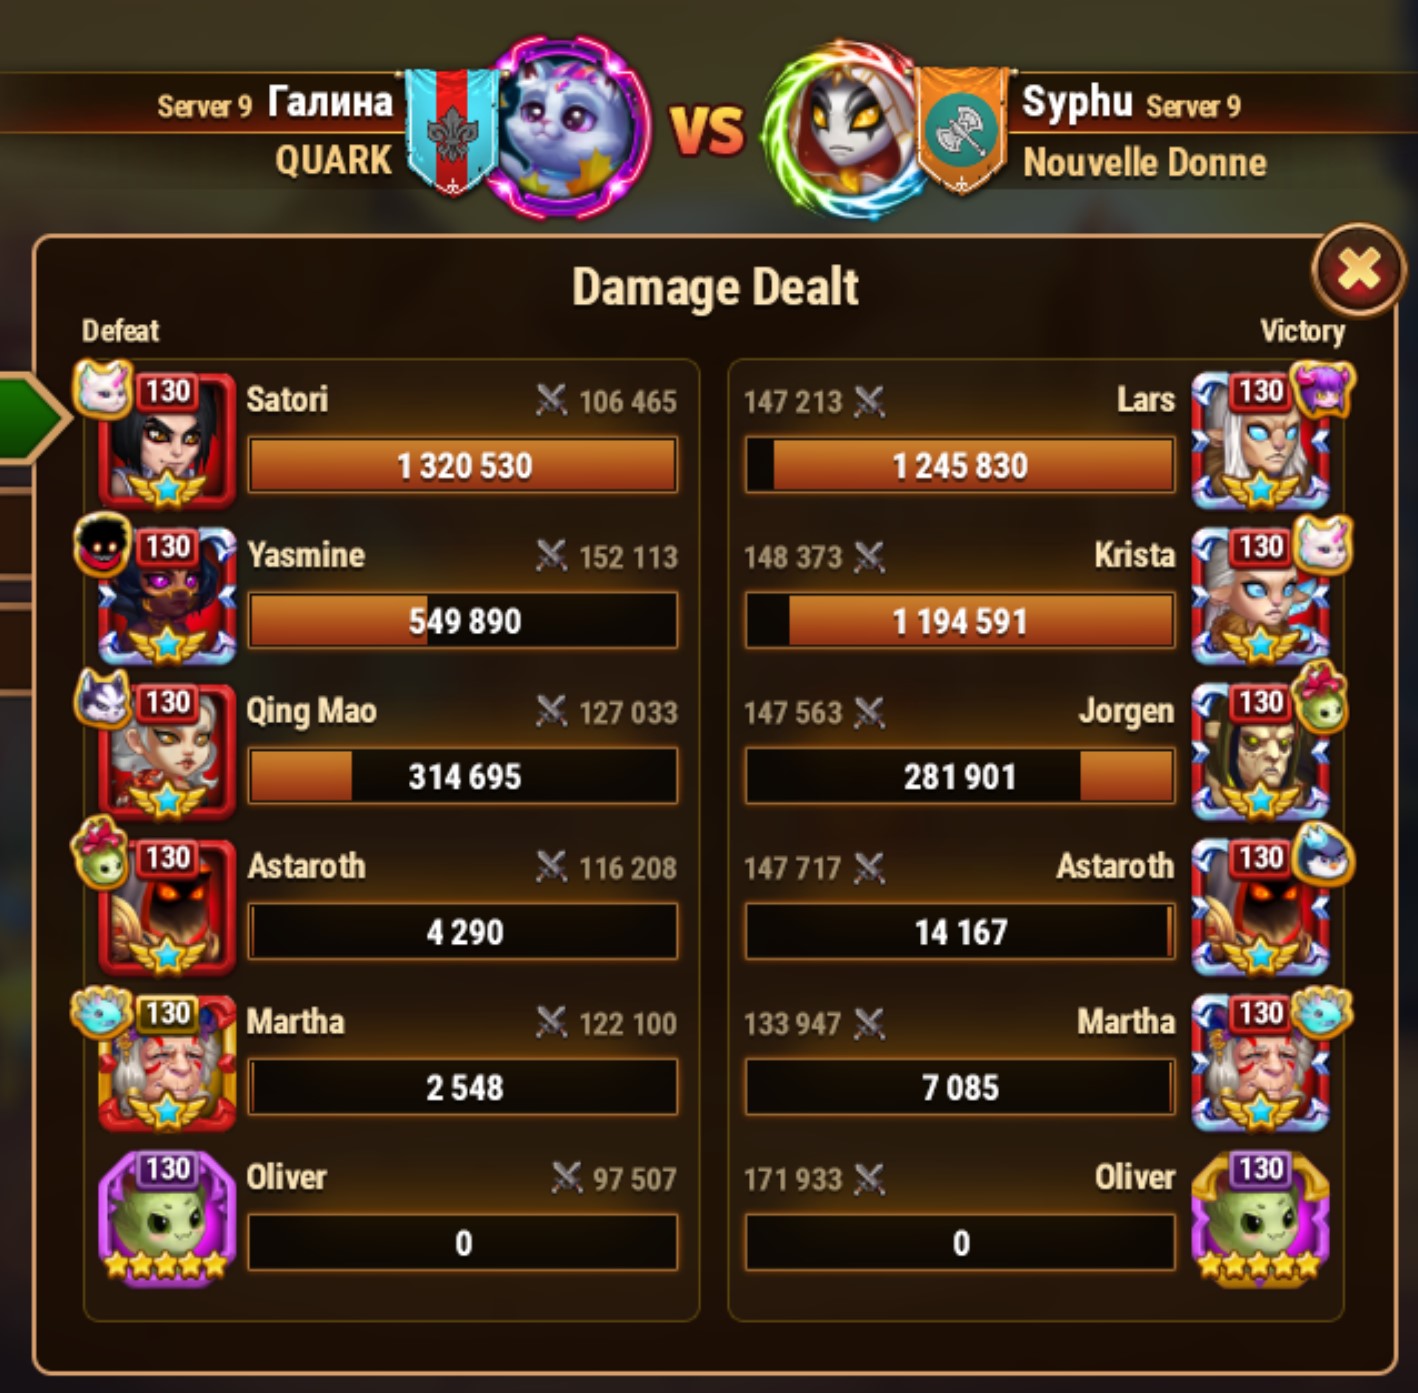 Server 9 Галина
QUARK
VS
Syphu Server 9
Nouvelle Donne
Damage Dealt
Defeat
Victory
130 Satori 106 465
1 320 530
147 213 Lars 130
1 245 830
130 Yasmine 152 113
549 890
148 373 Krista 130
1 194 591
130 Qing Mao 127 033
314 695
147 563 Jorgen 130
281 901
130 Astaroth 116 208
4 290
147 717 Astaroth 130
14 167
130 Martha 122 100
2 548
133 947 Martha 130
7 085
130 Oliver 97 507
0
171 933 Oliver 130
0